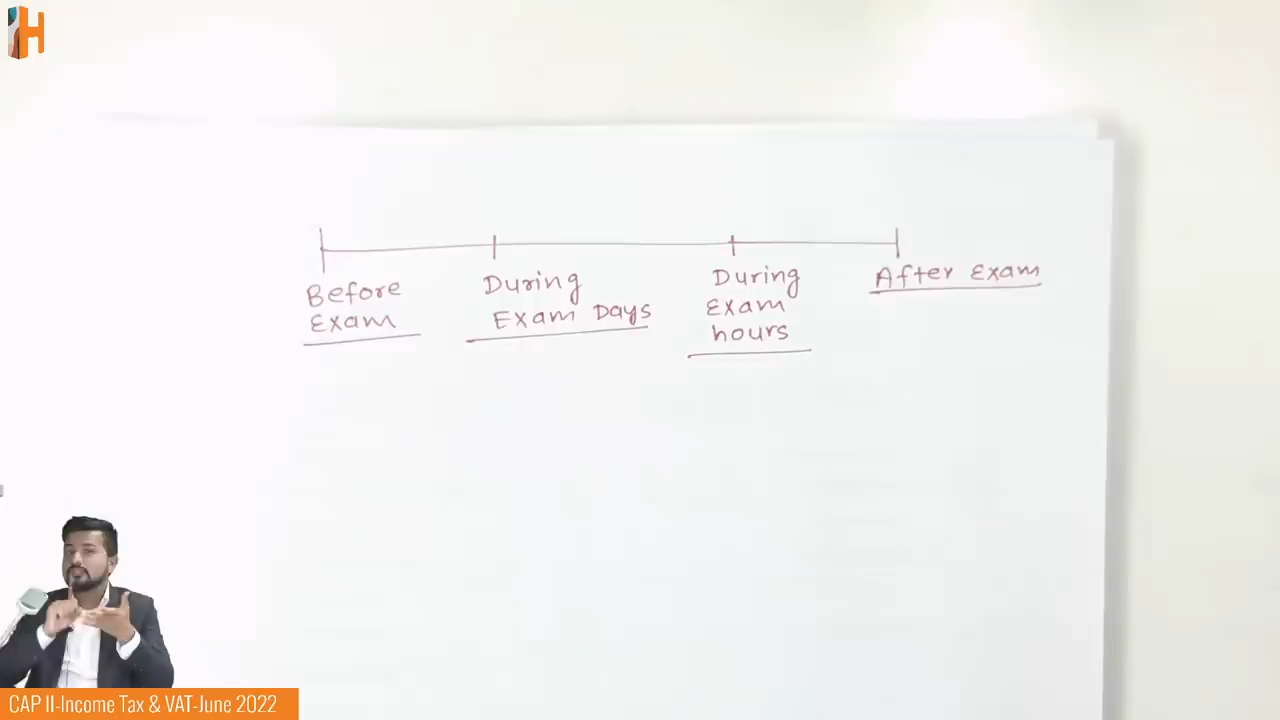 H
Before
Exam
During
Exam Days
During
Exam
hours
After Exam
CAP II-Income Tax & VAT-June 2022